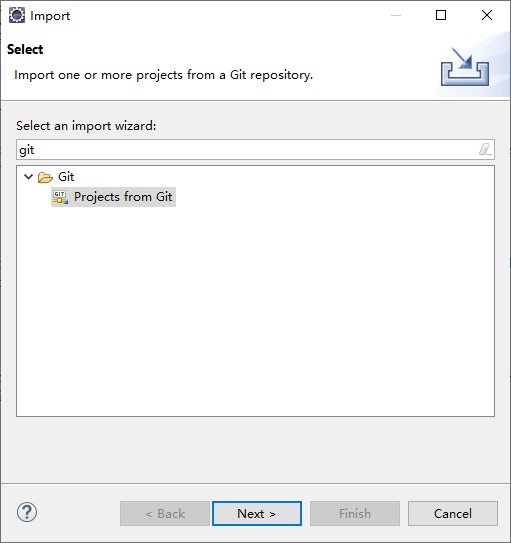 Import
Select
Import one or more projects from a Git repository.
Select an import wizard:
git
Git
GIT
Projects from Git
?
< Back
Next >
Finish
Cancel